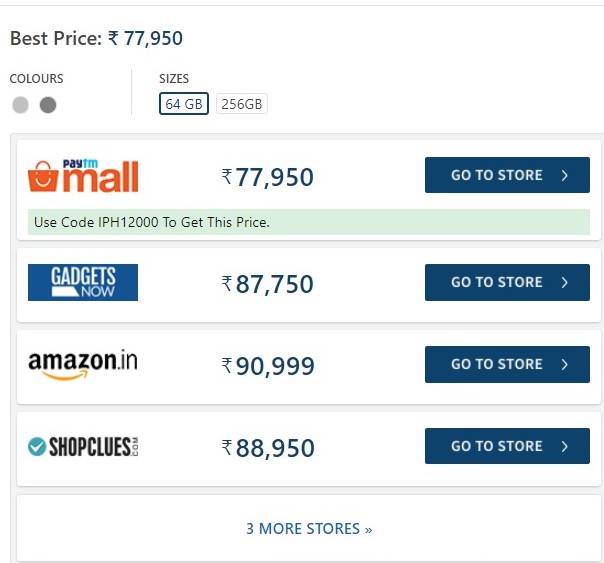 Best Price: ₹ 77,950
COLOURS
SIZES
64 GB 256GB
paytm
mall
₹77,950
GO TO STORE >
Use Code IPH12000 To Get This Price.
GADGETS
NOW
₹87,750
GO TO STORE >
amazon.in
₹90,999
GO TO STORE >
SHOPCLUES.COM
₹88,950
GO TO STORE >
3 MORE STORES »